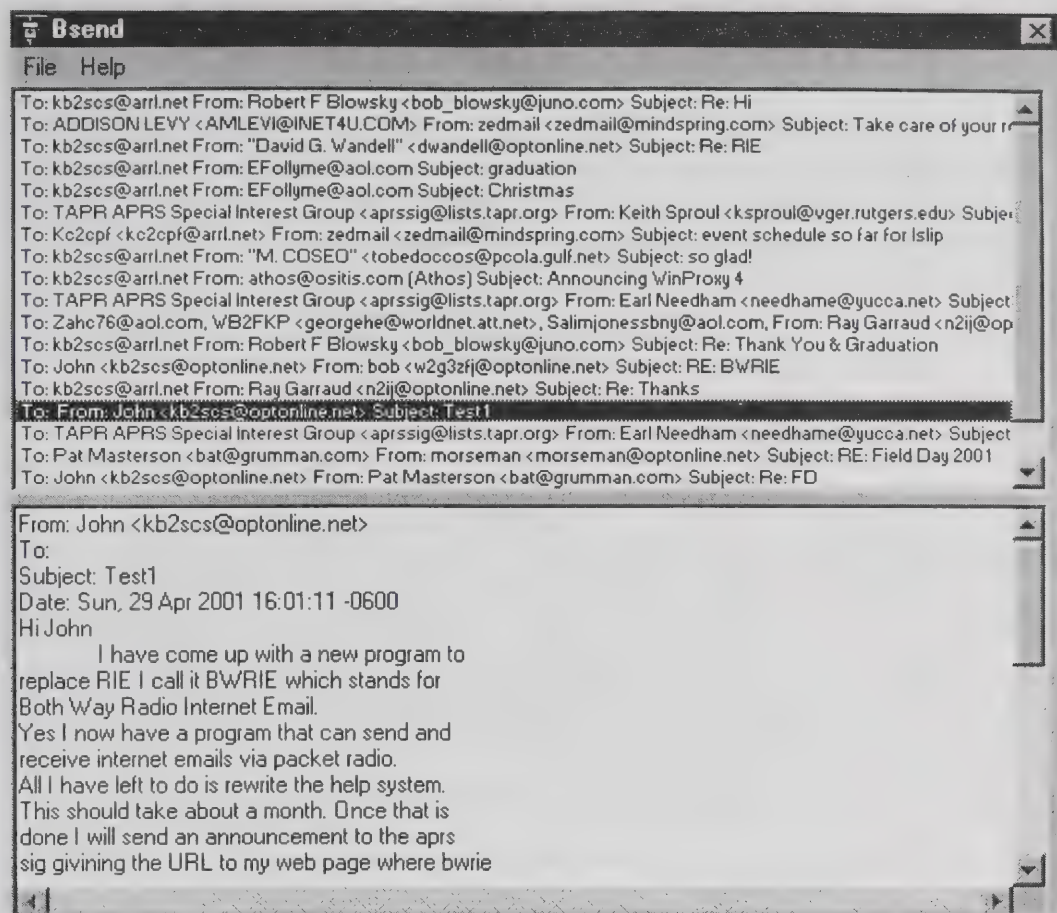 Bsend
File Help
To: kb2scs@arrl.net From: Robert F Blowsky <bob_blowsky@juno.com> Subject: Re: Hi
To: ADDISON LEVY <AMLEVI@INET4U.COM> From: zedmail <zedmail@mindspring.com> Subject: Take care of your
To: kb2scs@arrl.net From: "David G. Wandell" <dwandell@optonline.net> Subject: Re: RIE
To: kb2scs@arrl.net From: EFollyme@aol.com Subject: graduation
To: kb2scs@arrl.net From: EFollyme@aol.com Subject: Christmas
To: TAPR APRS Special Interest Group <aprssig@lists.tapr.org> From: Keith Sproul <ksproul@vger.rutgers.edu> Subje
To: Kc2cpf <kc2cpf@arrl.net> From: zedmail <zedmail@mindspring.com> Subject: event schedule so far for Islip
To: kb2scs@arrl.net From: "M. COSEO" <tobedoccos@pcola.gulf.net> Subject: so glad!
To: kb2scs@arrl.net From: athos@ositis.com (Athos) Subject: Announcing WinProxy 4
To: TAPR APRS Special Interest Group <aprssig@lists.tapr.org> From: Earl Needham <needhame@yucca.net> Subject
To: Zahc76@aol.com, WB2FKP <georgehe@worldnet.att.net>, Salimjonessbny@aol.com, From: Ray Garraud <n2ij@op
To: kb2scs@arrl.net From: Robert F Blowsky <bob_blowsky@juno.com> Subject: Re: Thank You & Graduation
To: John <kb2scs@optonline.net> From: bob <w2g3zfj@optonline.net> Subject: RE: BWRIE
To: kb2scs@arrl.net From: Ray Garraud <n2ij@optonline.net> Subject: Re: Thanks
To: From: John <kb2scs@optonline.net> Subject: Test1
To: TAPR APRS Special Interest Group <aprssig@lists.tapr.org> From: Earl Needham <needhame@yucca.net> Subject
To: Pat Masterson <bat@grumman.com> From: morseman <morseman@optonline.net> Subject: RE: Field Day 2001
To: John <kb2scs@optonline.net> From: Pat Masterson <bat@grumman.com> Subject: Re: FD
From: John <kb2scs@optonline.net>
To:
Subject: Test1
Date: Sun, 29 Apr 2001 16:01:11 -0600
Hi John
I have come up with a new program to
replace RIE I call it BWRIE which stands for
Both Way Radio Internet Email.
Yes I now have a program that can send and
receive internet emails via packet radio.
All I have left to do is rewrite the help system.
This should take about a month. Once that is
done I will send an announcement to the aprs
sig givining the URL to my web page where bwrie